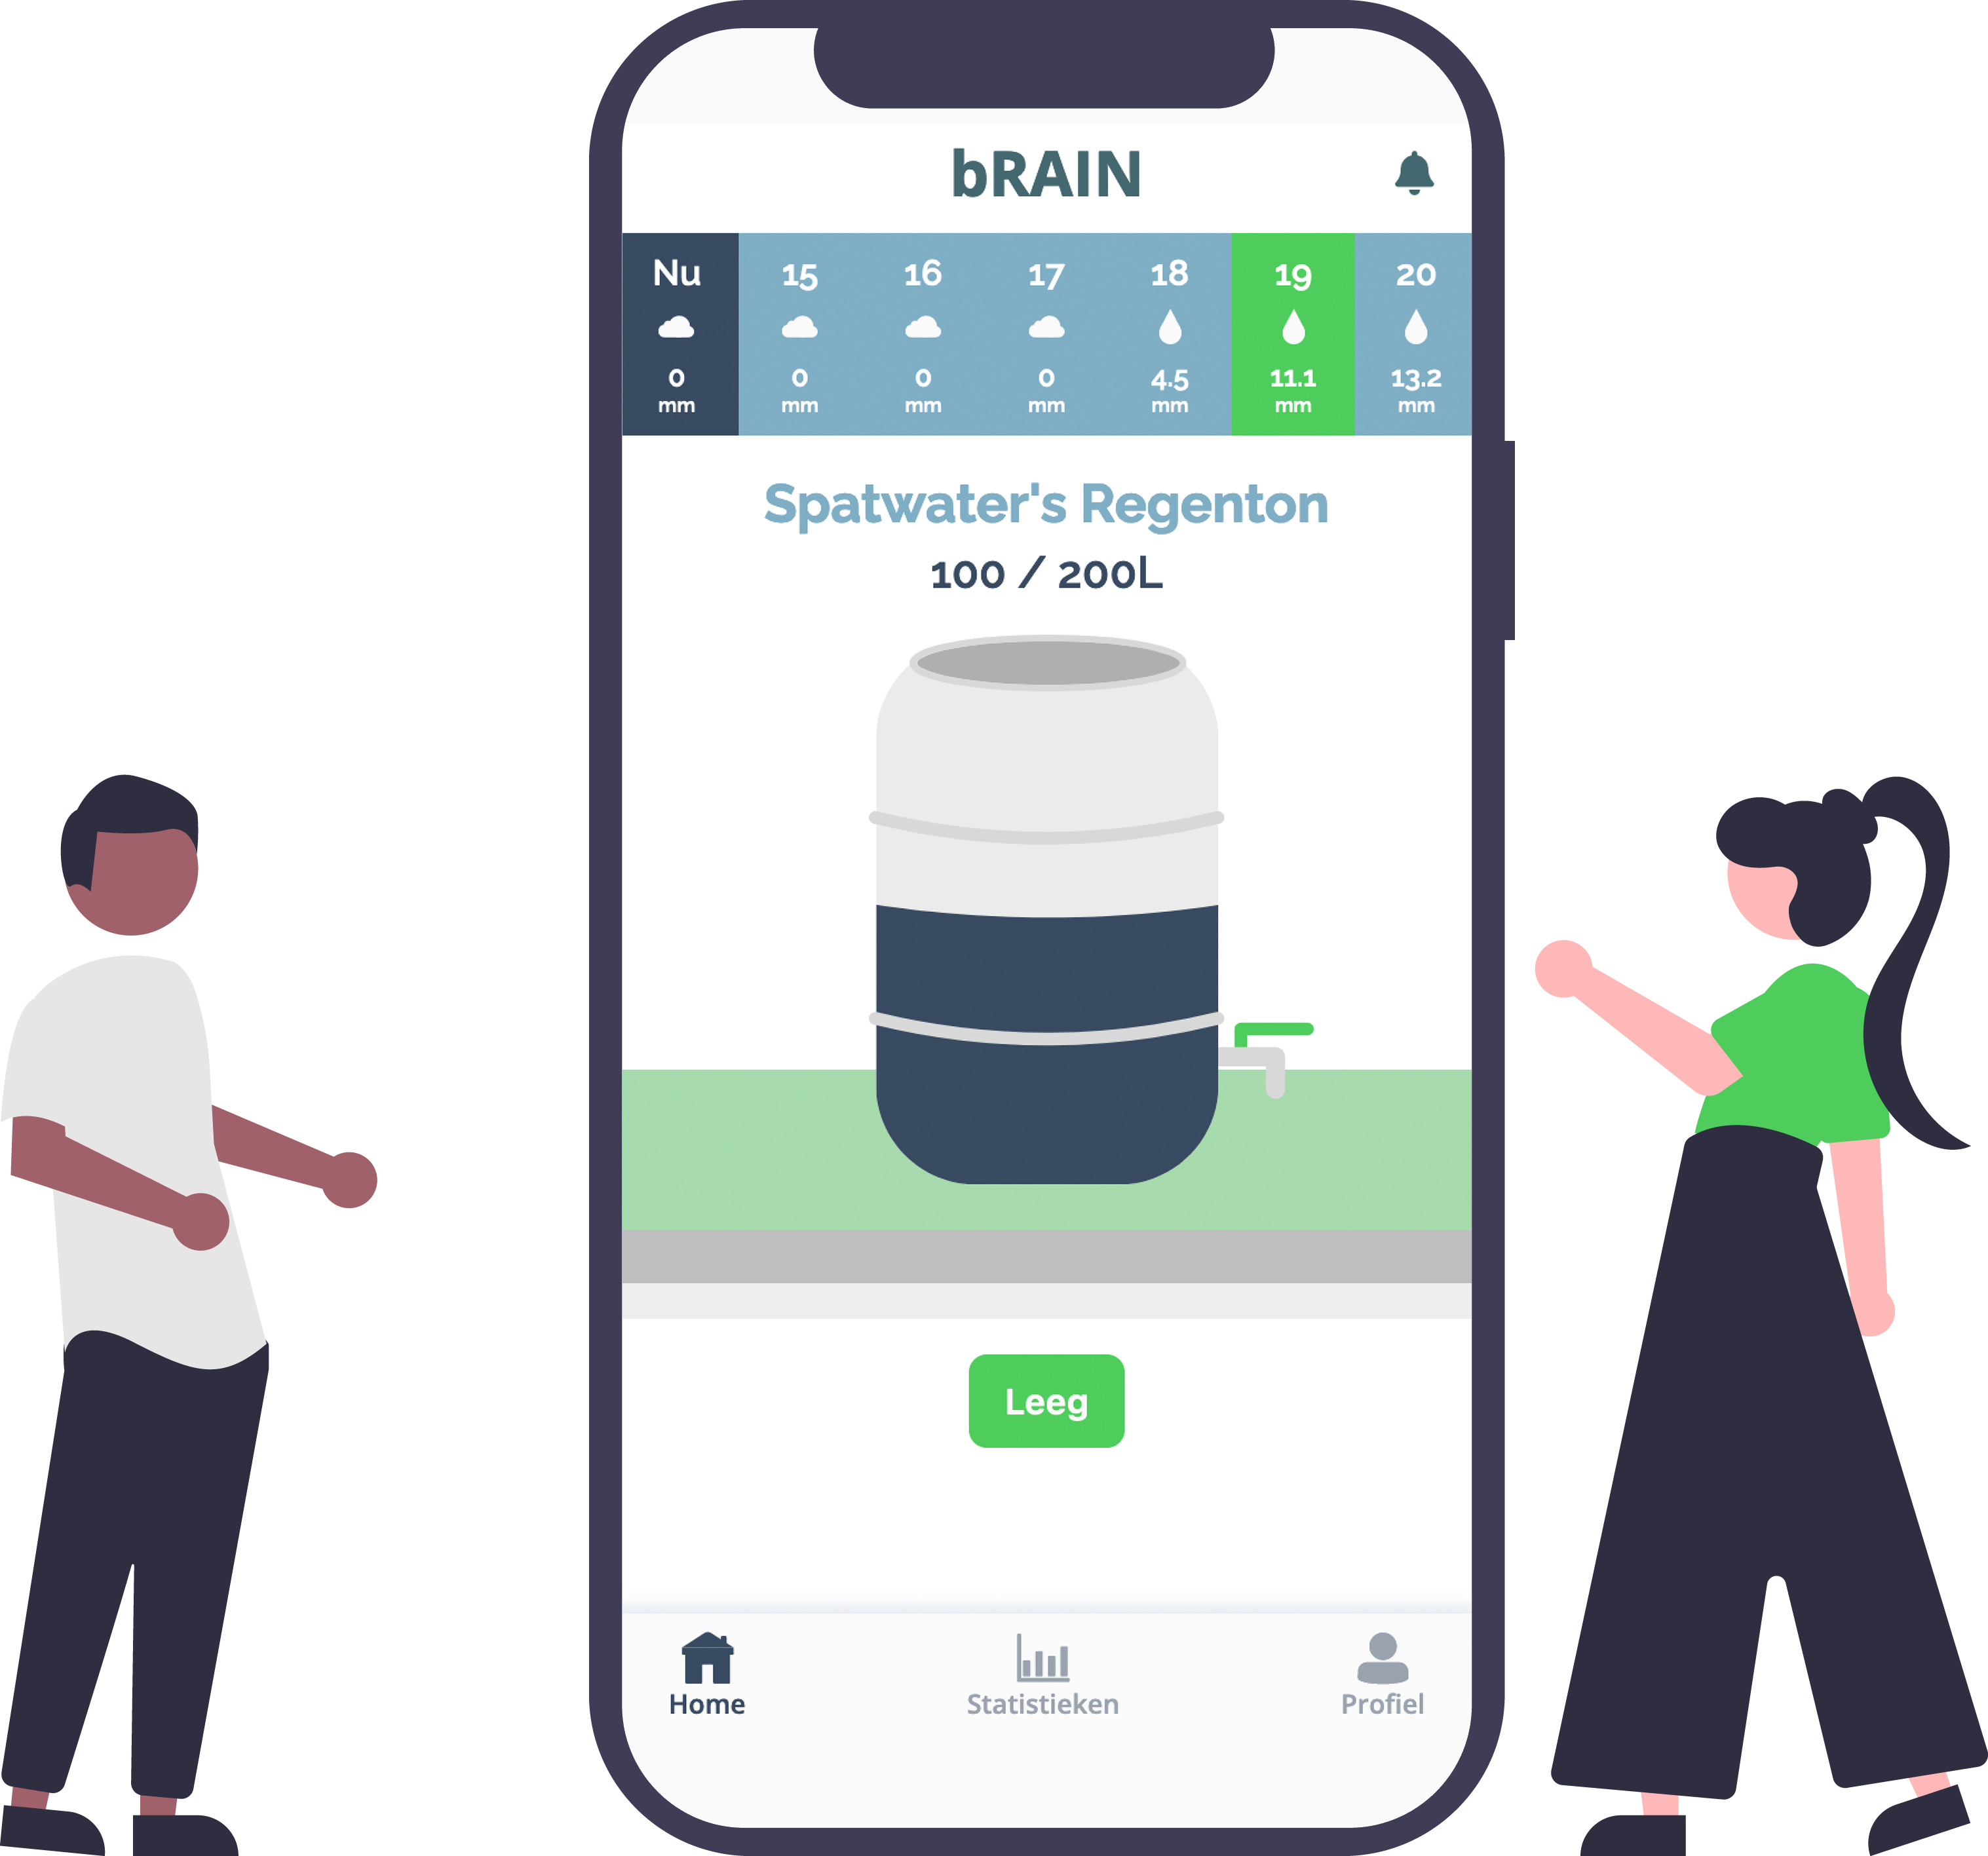 bRAIN
Nu 15 16 17 18 19 20
0 0 0 0 4.5 11.1 13.2
mm mm mm mm mm mm mm
Spatwater's Regenton
100 / 200L
Leeg
Home Statistieken Profiel